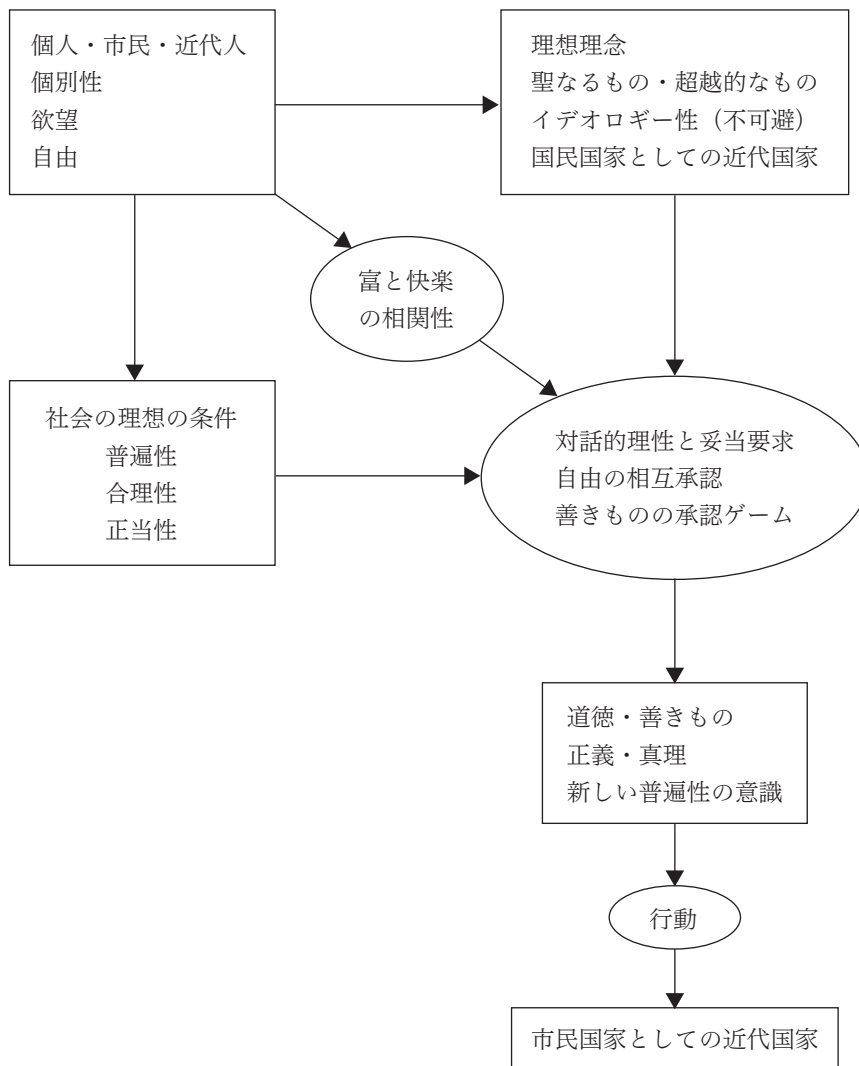 個人・市民・近代人
個別性
欲望
自由
理想理念
聖なるもの・超越的なもの
イデオロギー性（不可避）
国民国家としての近代国家
富と快楽
の相関性
社会の理想の条件
普遍性
合理性
正当性
対話的理性と妥当要求
自由の相互承認
善きものの承認ゲーム
道徳・善きもの
正義・真理
新しい普遍性の意識
行動
市民国家としての近代国家